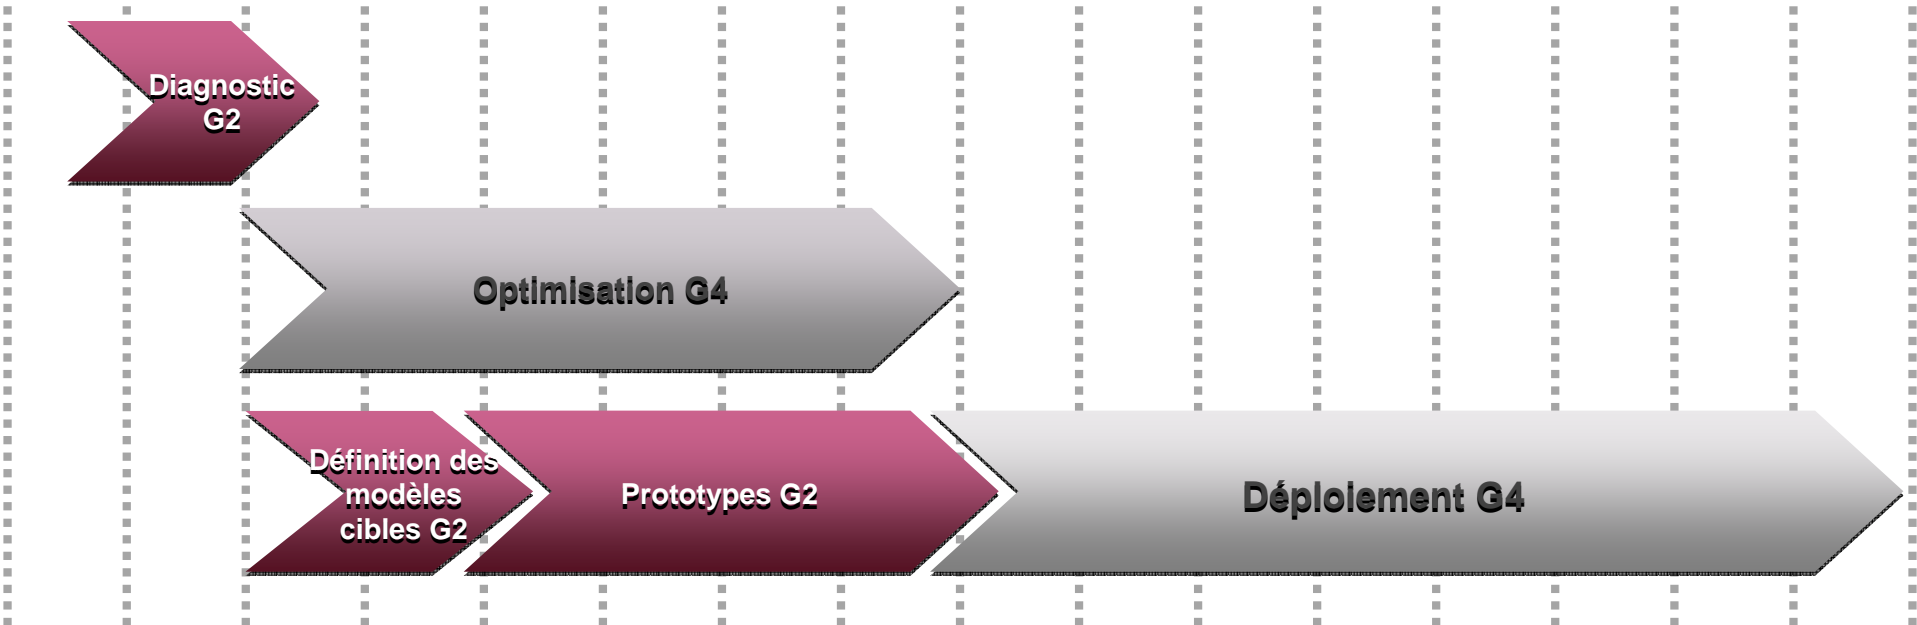 Diagnostic
G2
Optimisation G4
Définition des
modèles
cibles G2
Prototypes G2
Déploiement G4